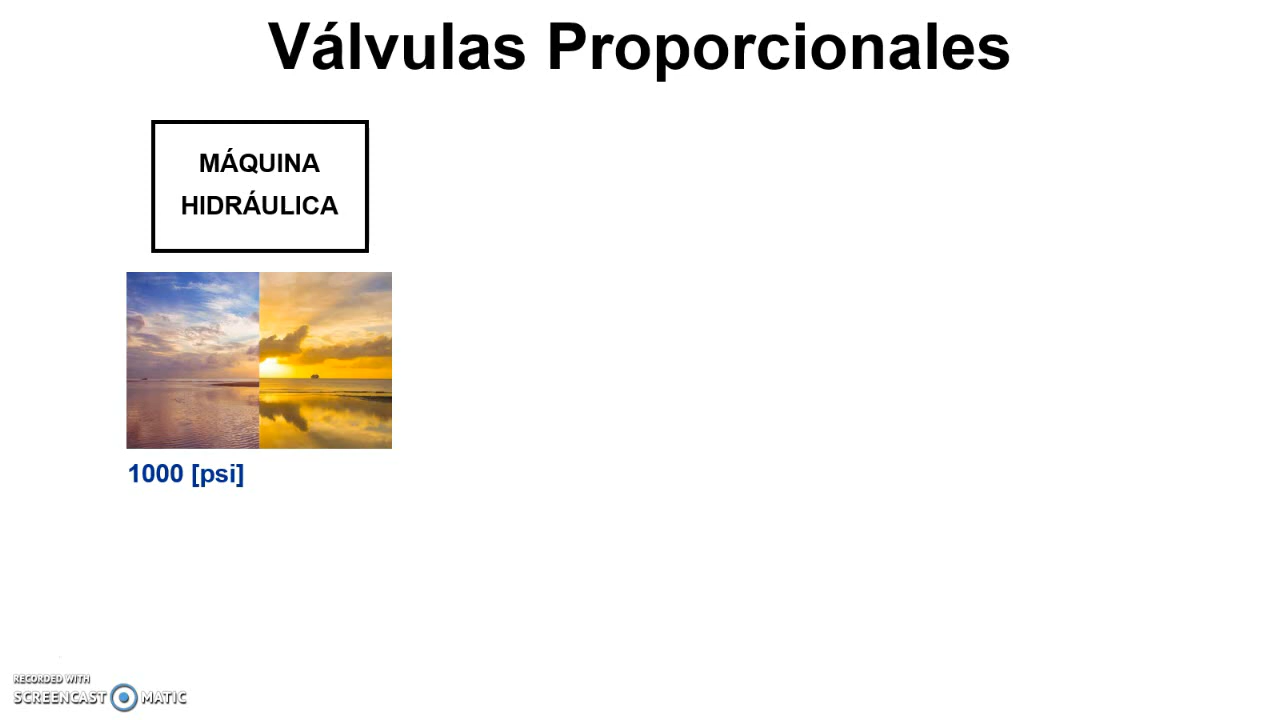 Válvulas Proporcionales
MÁQUINA
HIDRÁULICA
1000 [psi]
RECORDED WITH
SCREENCAST MATIC